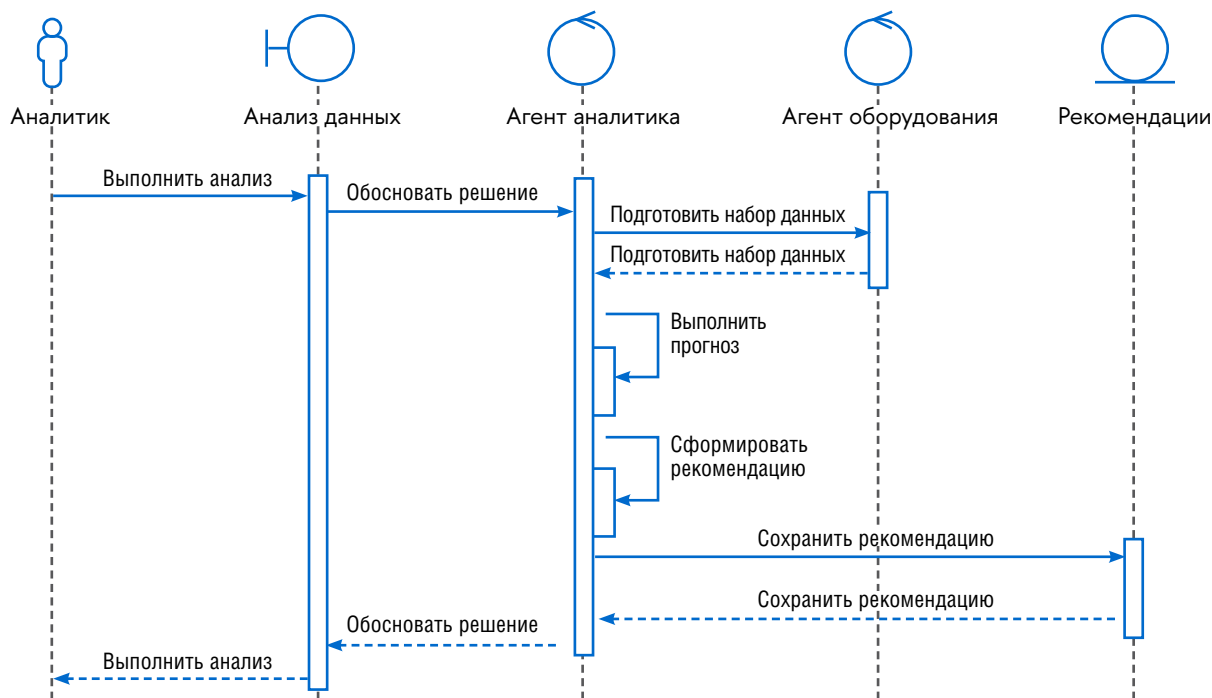 Аналитик
Анализ данных
Агент аналитика
Агент оборудования
Рекомендации
Выполнить анализ
Обосновать решение
Подготовить набор данных
Подготовить набор данных
Выполнить
прогноз
Сформировать
рекомендацию
Сохранить рекомендацию
Сохранить рекомендацию
Обосновать решение
Выполнить анализ